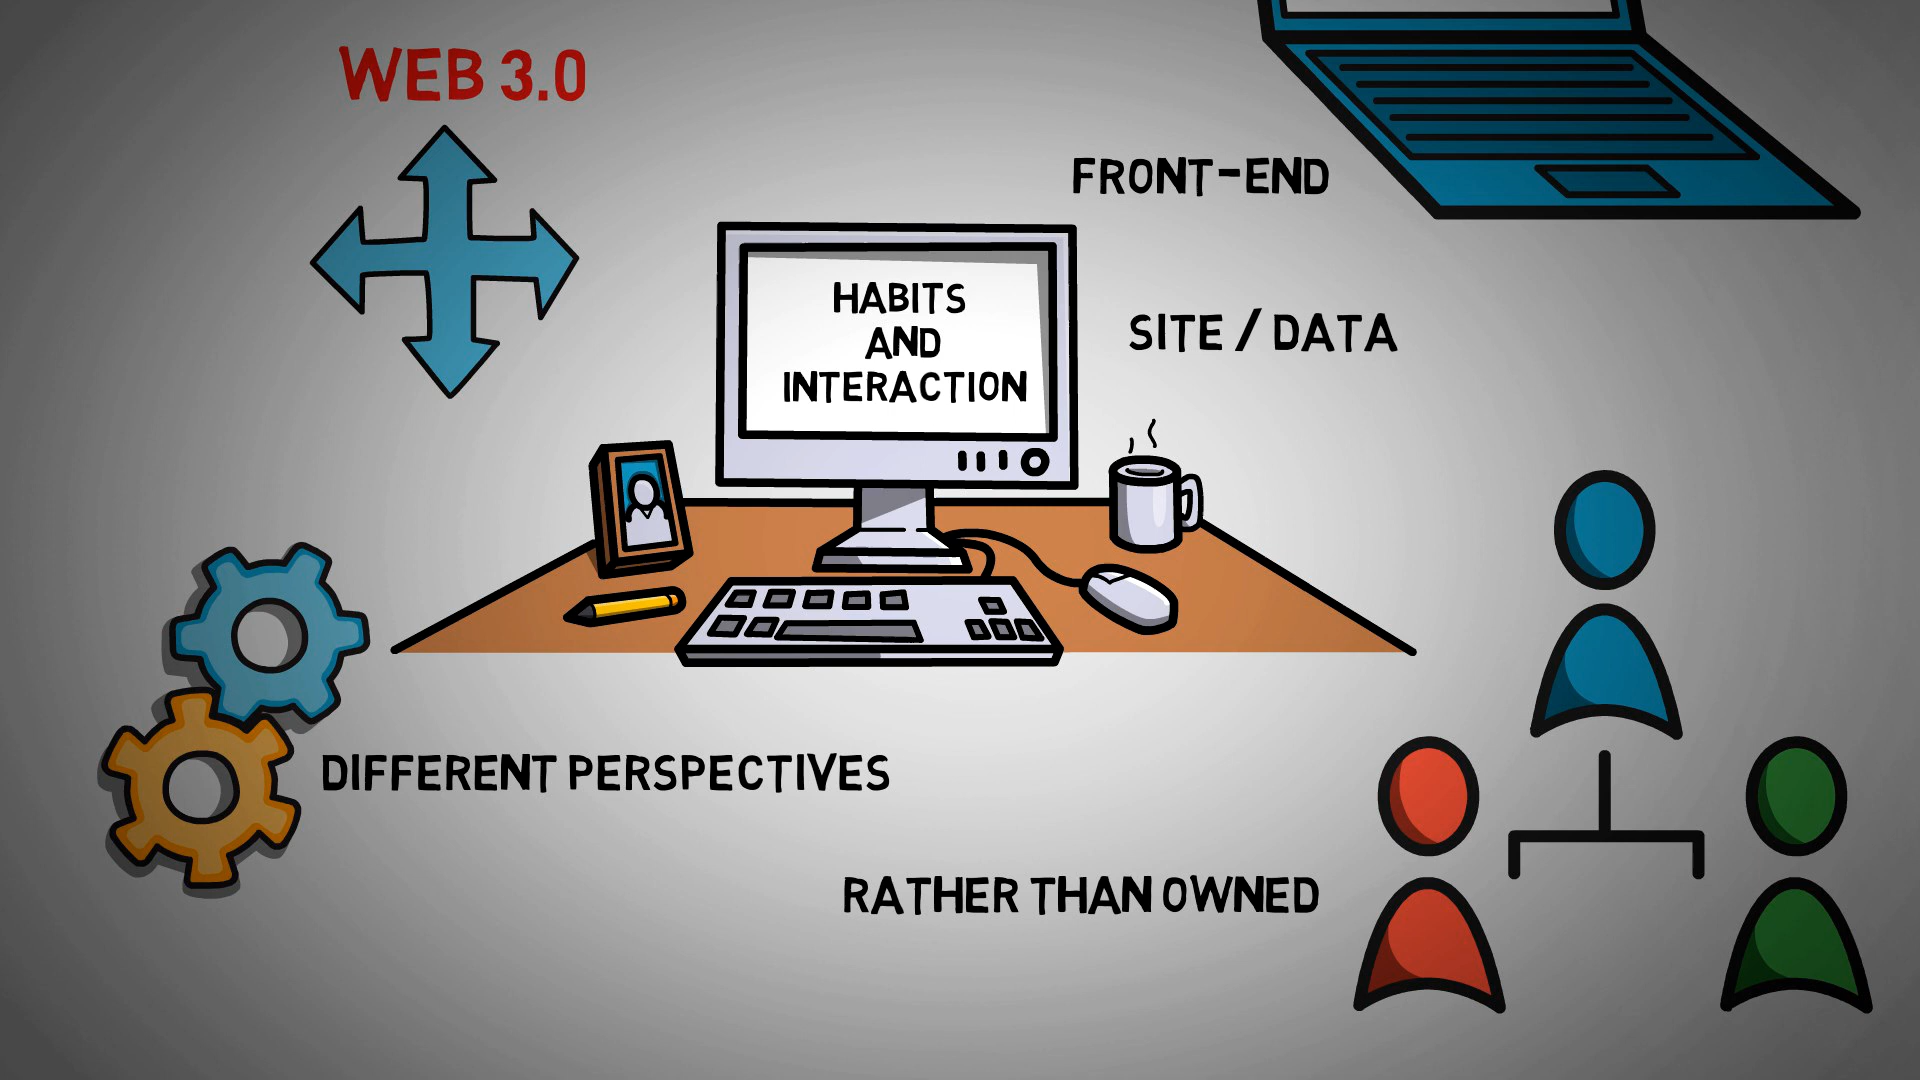 WEB 3.0
FRONT-END
HABITS
AND
INTERACTION
SITE / DATA
DIFFERENT PERSPECTIVES
RATHER THAN OWNED